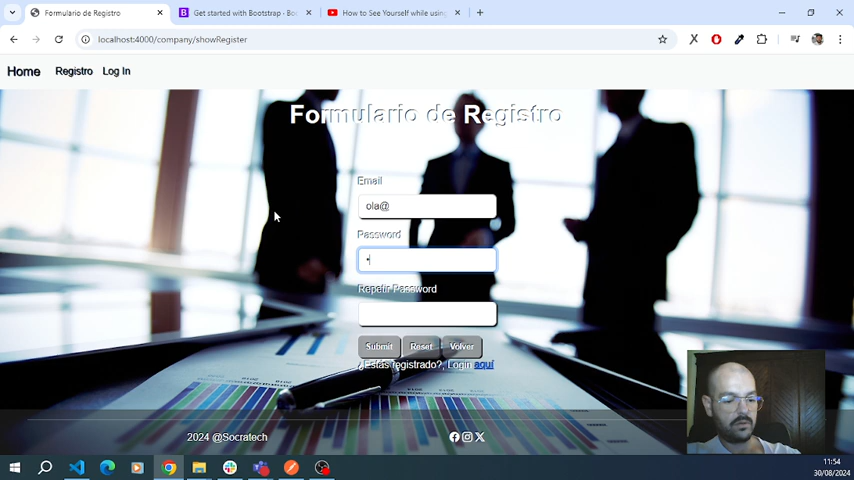 Formulario de Registro
Get started with Bootstrap · Boo
How to See Yourself while using
localhost:4000/company/showRegister
Home Registro Log In
Formulario de Registro
Email
ola@
Password
Repetir Password
Submit Reset Volver
¿Estás registrado?, Login aquí
2024 @Socratech
11:54
30/08/2024